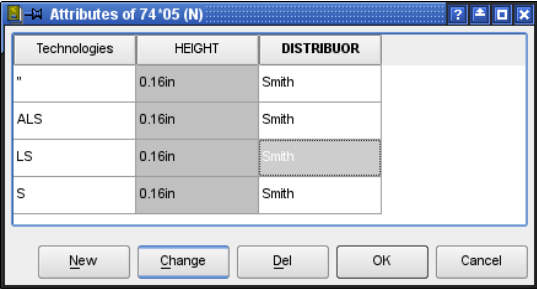 Attributes of 74*05 (N)
Technologies HEIGHT DISTRIBUOR
" 0.16in Smith
ALS 0.16in Smith
LS 0.16in Smith
S 0.16in Smith
New Change Del OK Cancel